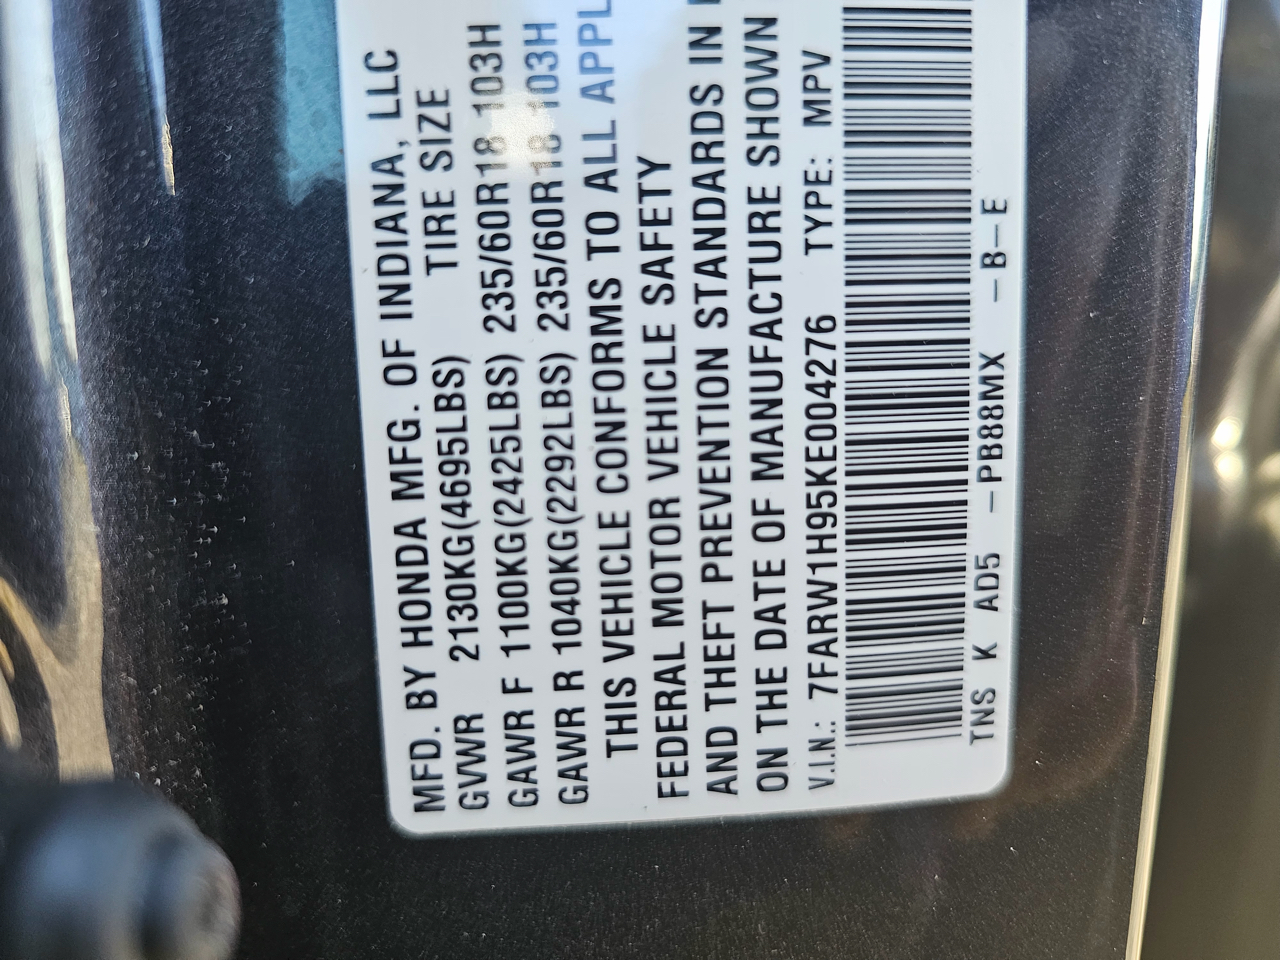 MFD. BY HONDA MFG. OF INDIANA, LLC
GVWR 2130KG(4695LBS) TIRE SIZE
GAWR F 1100KG(2425LBS) 235/60R18 103H
GAWR R 1040KG(2292LBS) 235/60R18 103H
THIS VEHICLE CONFORMS TO ALL
FEDERAL MOTOR VEHICLE SAFETY
AND THEFT PREVENTION STANDARDS IN
ON THE DATE OF MANUFACTURE SHOWN
V.I.N.: 7FARW1H95KE004276 TYPE: MPV
TNS K AD5 -PB88MX -B-E